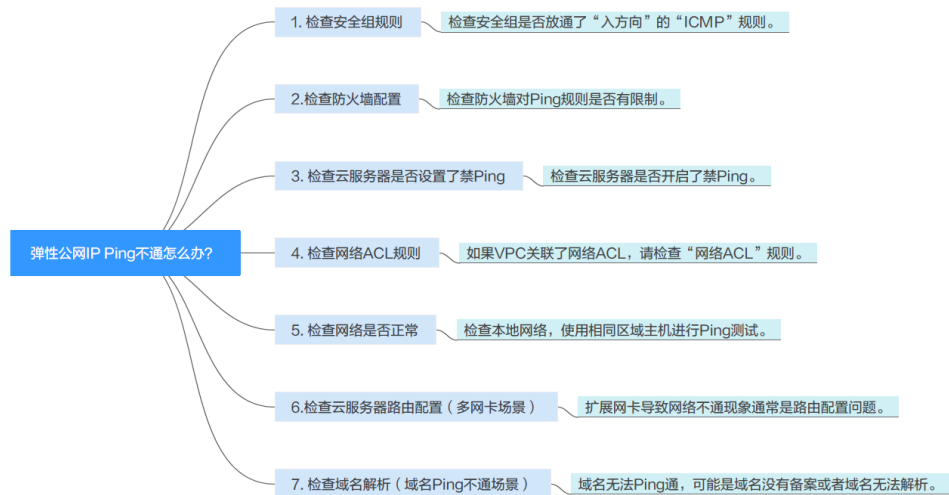 弹性公网IP Ping不通怎么办?
1. 检查安全组规则
检查安全组是否放通了“入方向”的“ICMP”规则。
2.检查防火墙配置
检查防火墙对Ping规则是否有限制。
3. 检查云服务器是否设置了禁Ping
检查云服务器是否开启了禁Ping。
4. 检查网络ACL规则
如果VPC关联了网络ACL，请检查“网络ACL”规则。
5. 检查网络是否正常
检查本地网络，使用相同区域主机进行Ping测试。
6.检查云服务器路由配置（多网卡场景）
扩展网卡导致网络不通现象通常是路由配置问题。
7. 检查域名解析（域名Ping不通场景）
域名无法Ping通，可能是域名没有备案或者域名无法解析。